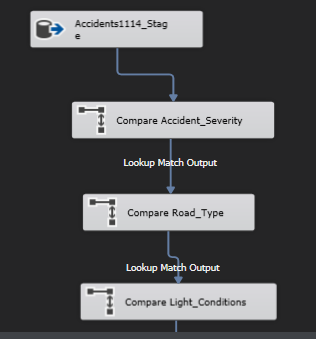 Accidents1114_Stag
e
Compare Accident_Severity
Lookup Match Output
Compare Road_Type
Lookup Match Output
Compare Light_Conditions